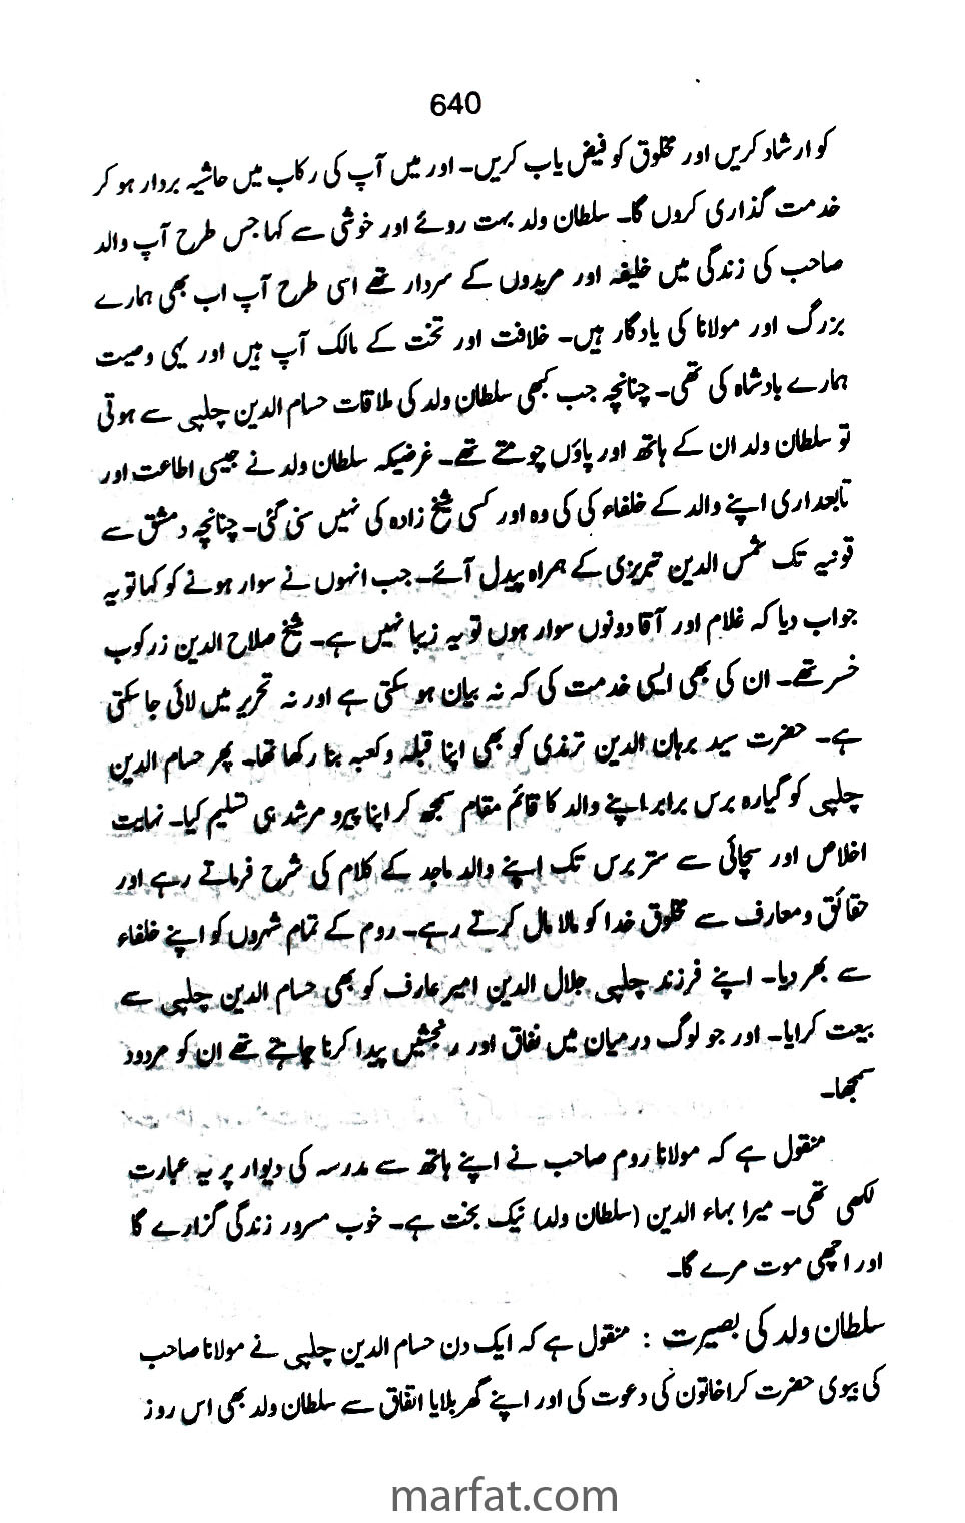 640
کو ارشاد کریں اور مخلوق کو فیض یاب کریں۔ اور میں آپ کی رکاب میں حاشیہ بردار ہو کر
خدمت گذاری کروں گا۔ سلطان ولد بہت روئے اور خوشی سے کہا جس طرح آپ والد
صاحب کی زندگی میں خلیفہ اور مریدوں کے سردار تھے اسی طرح آپ اب بھی ہمارے
بزرگ اور مولانا کی یادگار ہیں۔ خلافت اور تخت کے مالک آپ ہیں اور یہی وصیت
ہمارے بادشاہ کی تھی۔ چنانچہ جب کبھی سلطان ولد کی ملاقات حسام الدین چلپی سے ہوتی
تو سلطان ولد ان کے ہاتھ اور پاؤں چومتے تھے۔ غرضیکہ سلطان ولد نے جیسی اطاعت اور
تابعداری اپنے والد کے خلفاء کی کی وہ اور کسی شیخ زادہ کی نہیں سنی گئی۔ چنانچہ دمشق سے
قونیہ تک شمس الدین تبریزی کے ہمراہ پیدل آئے۔ جب انہوں نے سوار ہونے کو کہا تو یہ
جواب دیا کہ غلام اور آقا دونوں سوار ہوں تو یہ زیبا نہیں ہے۔ شیخ صلاح الدین زرکوب
خسر تھے۔ ان کی بھی ایسی خدمت کی کہ نہ بیان ہو سکتی ہے اور نہ تحریر میں لائی جا سکتی
ہے۔ حضرت سید برہان الدین ترمذی کو بھی اپنا قبلہ و کعبہ بنا رکھا تھا۔ پھر حسام الدین
چلپی کو گیارہ برس برابر اپنے والد کا قائم مقام سمجھ کر اپنا پیرو مرشد ہی تسلیم کیا۔ نہایت
اخلاص اور سچائی سے ستر برس تک اپنے والد ماجد کے کلام کی شرح فرماتے رہے اور
حقائق و معارف سے مخلوق خدا کو مالا مال کرتے رہے۔ روم کے تمام شہروں کو اپنے خلفاء
سے بھر دیا۔ اپنے فرزند چلپی جلال الدین امیر عارف کو بھی حسام الدین چلپی سے
بیعت کرایا۔ اور جو لوگ درمیان میں نفاق اور رنجشیں پیدا کرنا چاہتے تھے ان کو مردود
سمجھا۔
منقول ہے کہ مولانا روم صاحب نے اپنے ہاتھ سے مدرسہ کی دیوار پر یہ عبارت
لکھی تھی۔ میرا بہاء الدین (سلطان ولد) نیک بخت ہے۔ خوب مسرور زندگی گزارے گا
اور اچھی موت مرے گا۔
سلطان ولد کی بصیرت : منقول ہے کہ ایک دن حسام الدین چلپی نے مولانا صاحب
کی بیوی حضرت کراخاتون کی دعوت کی اور اپنے گھر بلایا اتفاق سے سلطان ولد بھی اس روز
marfat.com